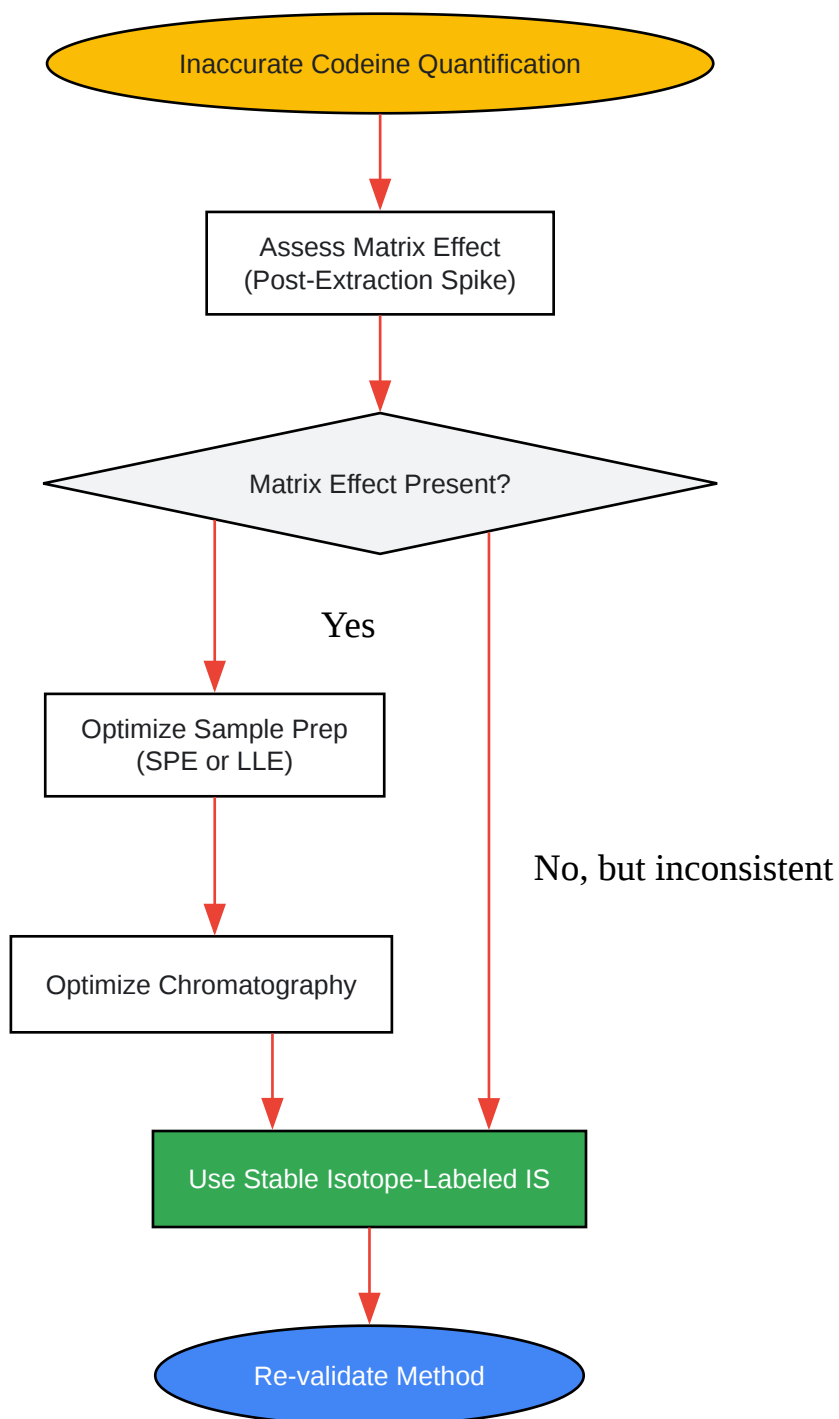 Inaccurate Codeine Quantification
Assess Matrix Effect
(Post-Extraction Spike)
Matrix Effect Present?
Yes
Optimize Sample Prep
(SPE or LLE)
No, but inconsistent
Optimize Chromatography
Use Stable Isotope-Labeled IS
Re-validate Method